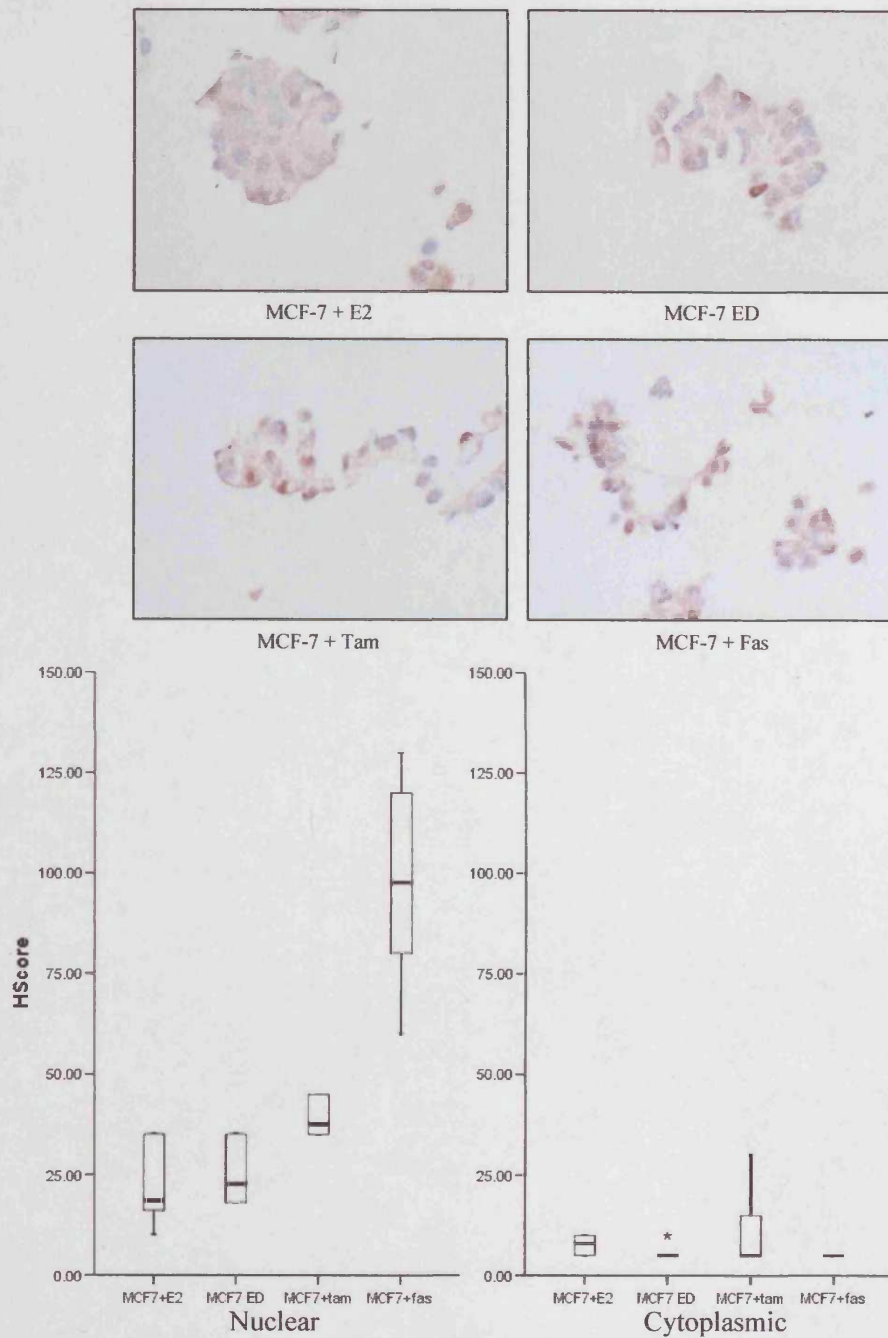 MCF-7 + E2
MCF-7 ED
MCF-7 + Tam
MCF-7 + Fas
HScore
150.00
125.00
100.00
75.00
50.00
25.00
0.00
MCF7+E2 MCF7 ED MCF7+tam MCF7+fas
Nuclear
150.00
125.00
100.00
75.00
50.00
25.00
0.00
*
MCF7+E2 MCF7 ED MCF7+tam MCF7+fas
Cytoplasmic